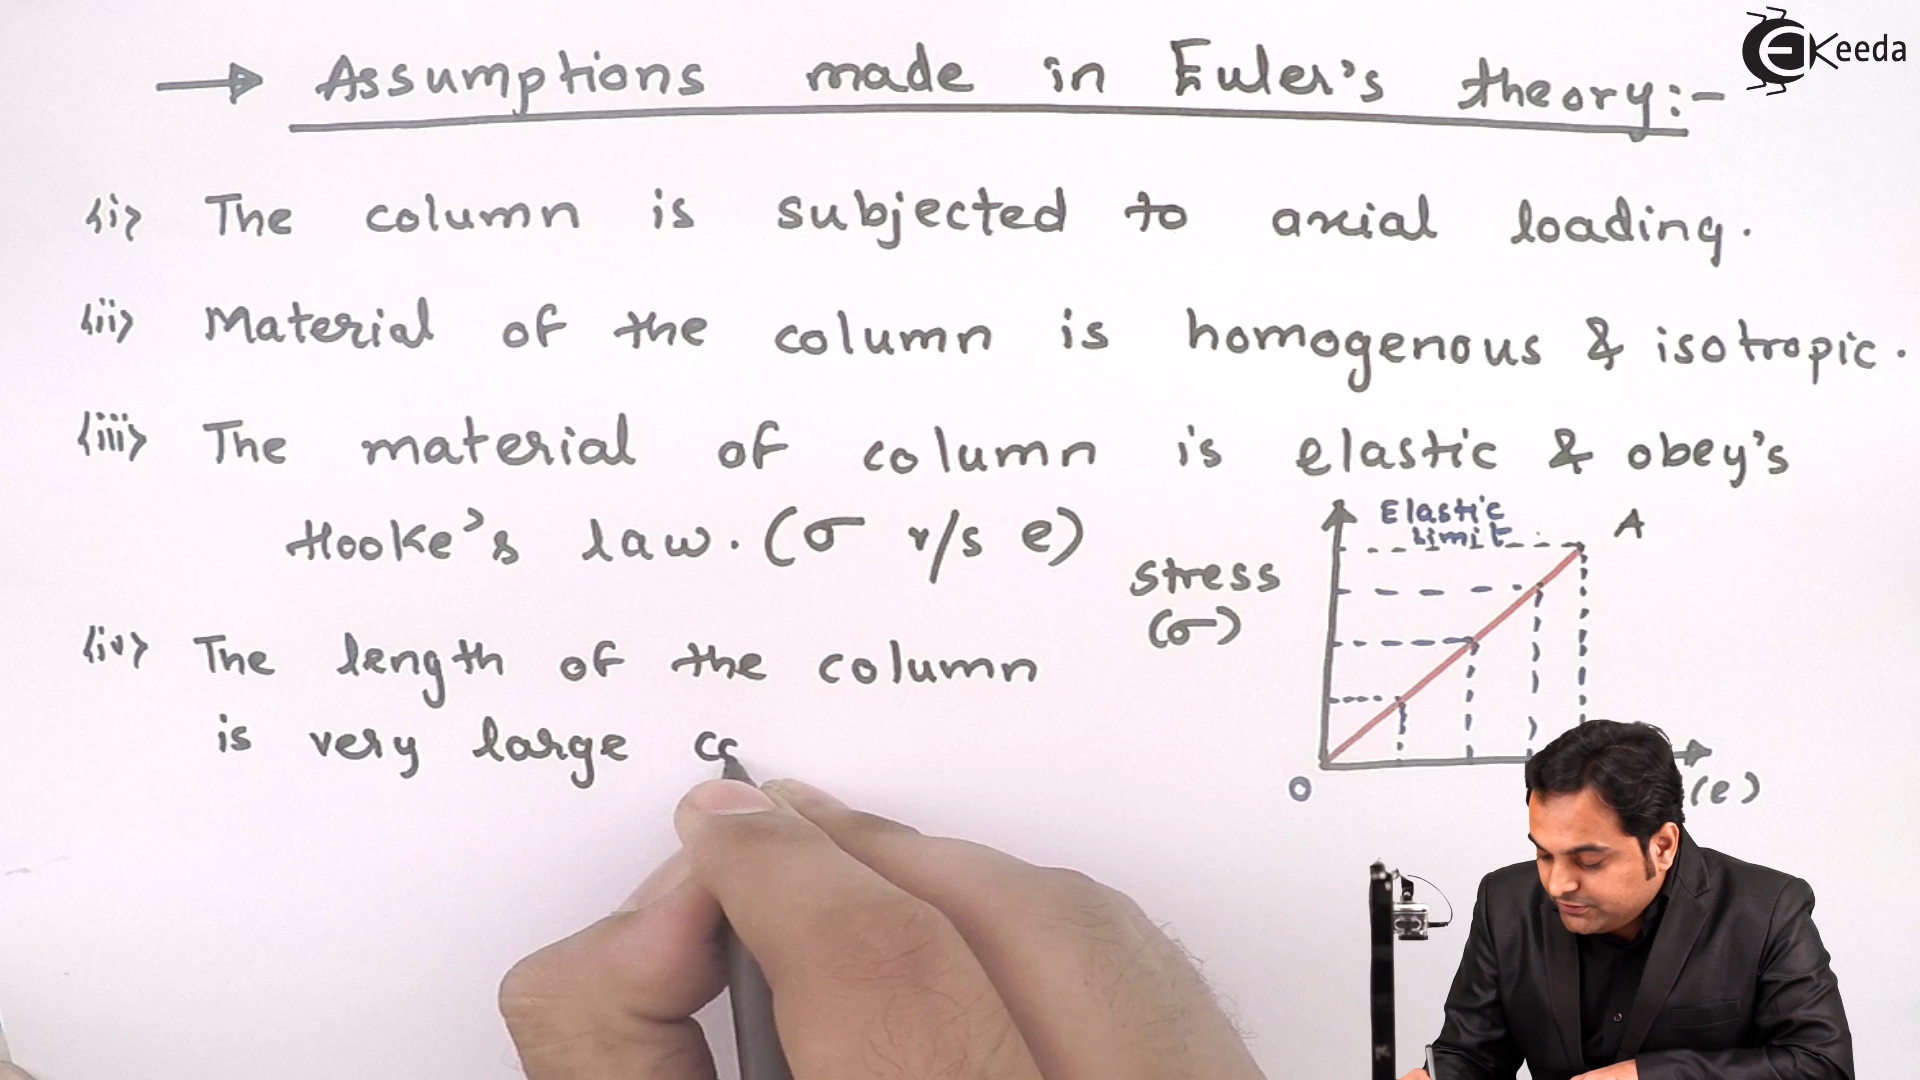 EKeeda
→ Assumptions made in Euler's theory:-
(i) The column is subjected to axial loading.
(ii) Material of the column is homogenous & isotropic.
(iii) The material of column is elastic & obey's
Hooke's law. (σ v/s e)
Elastic
Limit
A
Stress
(σ)
(iv) The length of the column
is very large
O
(e)